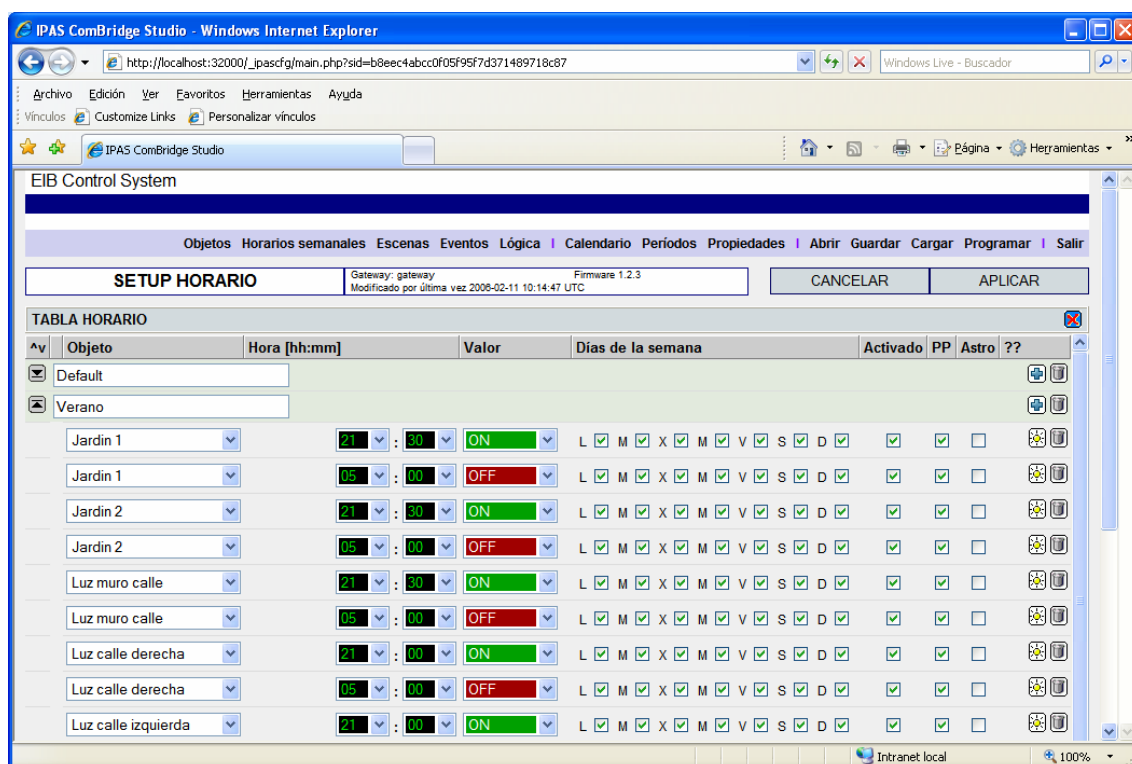 IPAS ComBridge Studio - Windows Internet Explorer
http://localhost:32000/_ipascfg/main.php?sid=b8eec4abcc0f05f95f7d371489718c87
Windows Live - Buscador
Archivo Edición Ver Favoritos Herramientas Ayuda
Vínculos Customize Links Personalizar vínculos
IPAS ComBridge Studio
Página Herramientas
EIB Control System
Objetos Horarios semanales Escenas Eventos Lógica | Calendario Períodos Propiedades | Abrir Guardar Cargar Programar | Salir
SETUP HORARIO
Gateway: gateway Firmware 1.2.3
Modificado por última vez 2006-02-11 10:14:47 UTC
CANCELAR APLICAR
TABLA HORARIO
^v Objeto Hora [hh:mm] Valor Días de la semana Activado PP Astro ??
Default
Verano
Jardin 1 21 : 30 ON L M X M V S D
Jardin 1 05 : 00 OFF L M X M V S D
Jardin 2 21 : 30 ON L M X M V S D
Jardin 2 05 : 00 OFF L M X M V S D
Luz muro calle 21 : 30 ON L M X M V S D
Luz muro calle 05 : 00 OFF L M X M V S D
Luz calle derecha 21 : 00 ON L M X M V S D
Luz calle derecha 05 : 00 OFF L M X M V S D
Luz calle izquierda 21 : 00 ON L M X M V S D
Intranet local 100%